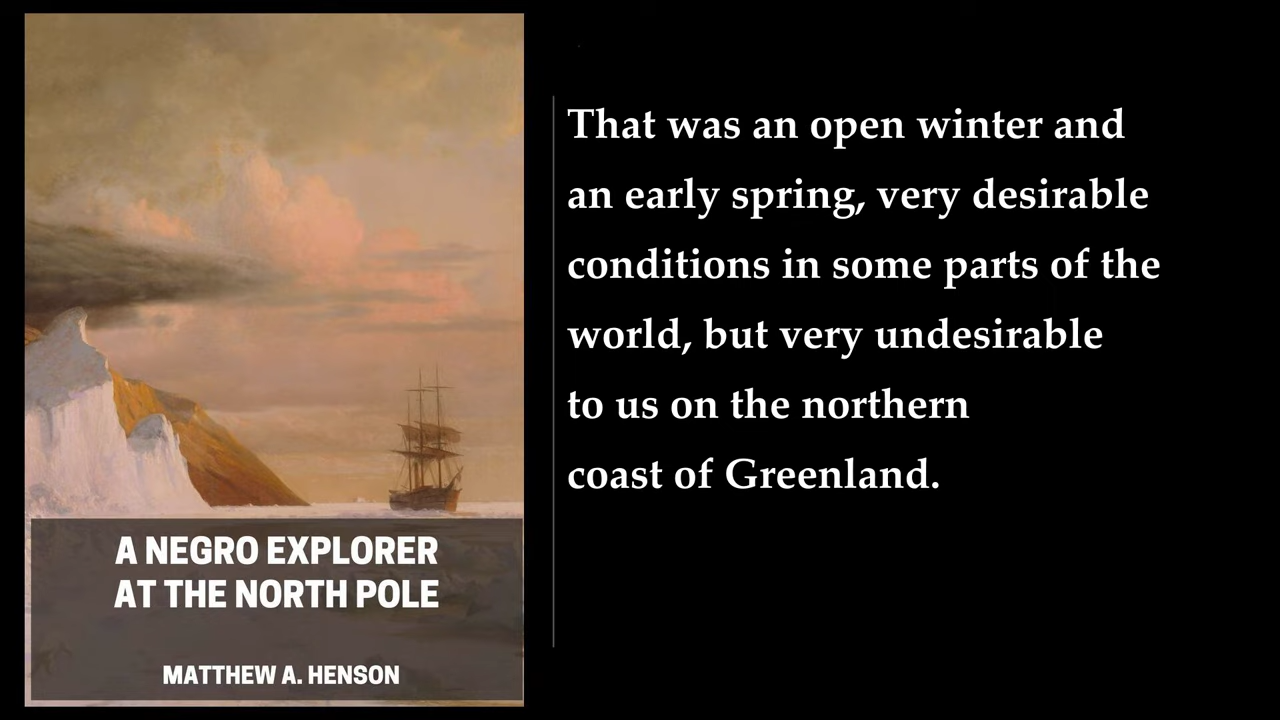 A NEGRO EXPLORER
AT THE NORTH POLE
MATTHEW A. HENSON
That was an open winter and
an early spring, very desirable
conditions in some parts of the
world, but very undesirable
to us on the northern
coast of Greenland.